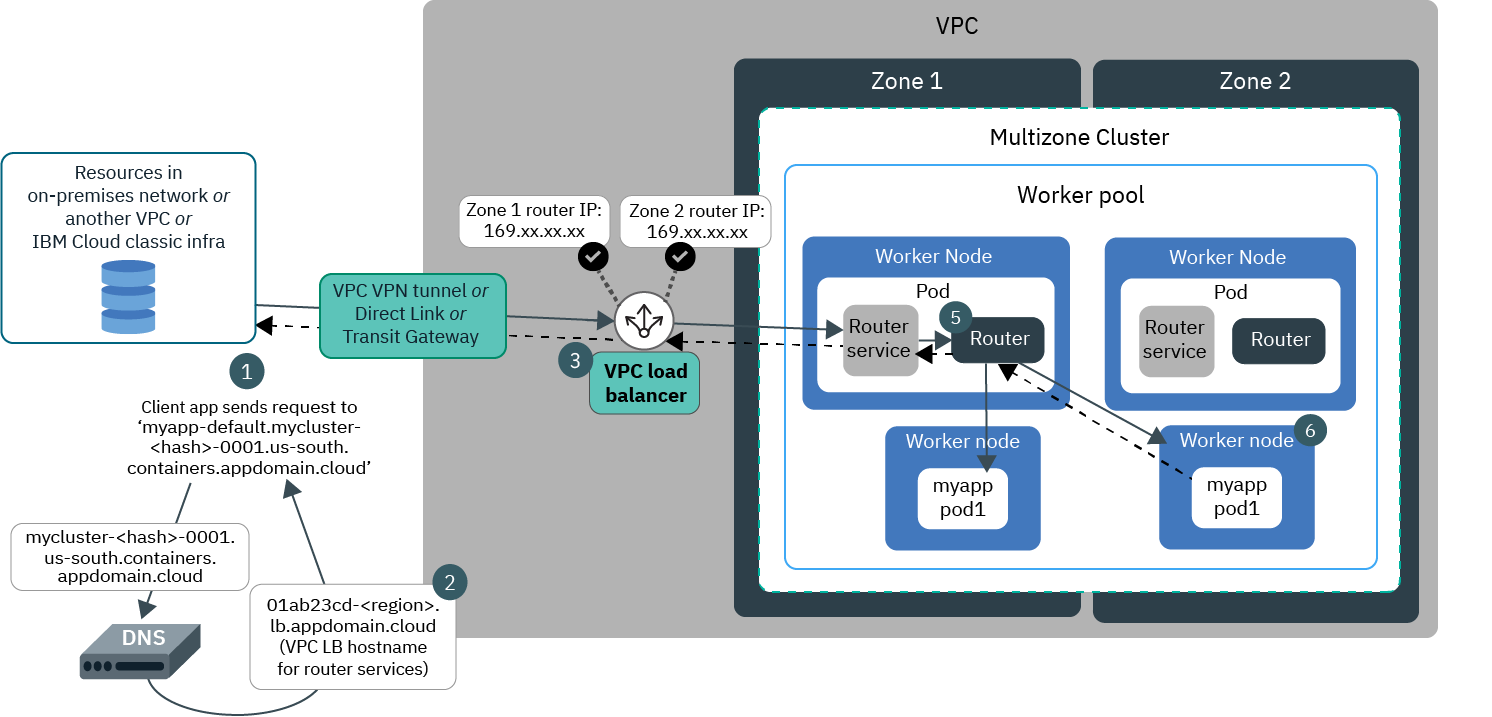 VPC
Zone 1
Zone 2
Multizone Cluster
Worker pool
Resources in
on-premises network or
another VPC or
IBM Cloud classic infra
VPC VPN tunnel or
Direct Link or
Transit Gateway
Zone 1 router IP:
169.xx.xx.xx
Zone 2 router IP:
169.xx.xx.xx
3
VPC load
balancer
Worker Node
Pod
Router
service
5
Router
Worker Node
Pod
Router
service
Router
Worker node
myapp
pod1
Worker node
6
myapp
pod1
1
Client app sends request to
‘myapp-default.mycluster-
<hash>-0001.us-south.
containers.appdomain.cloud’
mycluster-<hash>-0001.
us-south.containers.
appdomain.cloud
DNS
2
01ab23cd-<region>.
lb.appdomain.cloud
(VPC LB hostname
for router services)